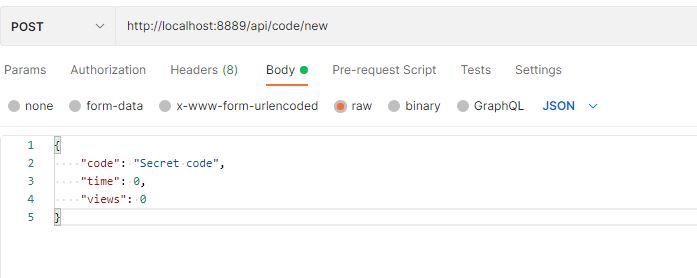 POST http://localhost:8889/api/code/new
Params Authorization Headers (8) Body Pre-request Script Tests Settings
none form-data x-www-form-urlencoded raw binary GraphQL JSON
1 {
2 "code": "Secret code",
3 "time": 0,
4 "views": 0
5 }